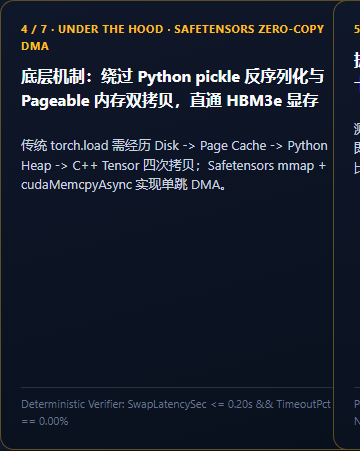 4 / 7 · UNDER THE HOOD · SAFETENSORS ZERO-COPY
DMA
底层机制：绕过 Python pickle 反序列化与
Pageable 内存双拷贝，直通 HBM3e 显存
传统 torch.load 需经历 Disk -> Page Cache -> Python
Heap -> C++ Tensor 四次拷贝；Safetensors mmap +
cudaMemcpyAsync 实现单跳 DMA。
Deterministic Verifier: SwapLatencySec <= 0.20s && TimeoutPct
== 0.00%
5